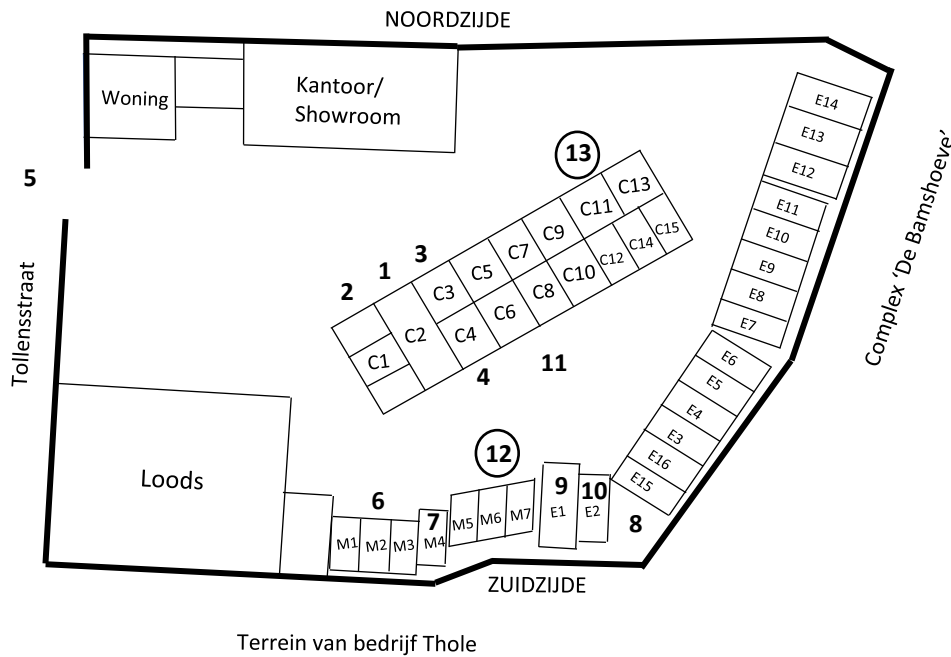 NOORDZIJDE
Woning
Kantoor/
Showroom
E14
E13
E12
E11
E10
E9
E8
E7
E6
E5
E4
E3
E16
E15
Complex ‘De Bamshoeve’
13
5
3
1
2
C13
C11
C9
C7
C5
C3
C2
C1
C15
C14
C12
C10
C8
C6
C4
4
11
Tollensstraat
Loods
12
6
7
9
10
8
M1
M2
M3
M4
M5
M6
M7
E1
E2
ZUIDZIJDE
Terrein van bedrijf Thole